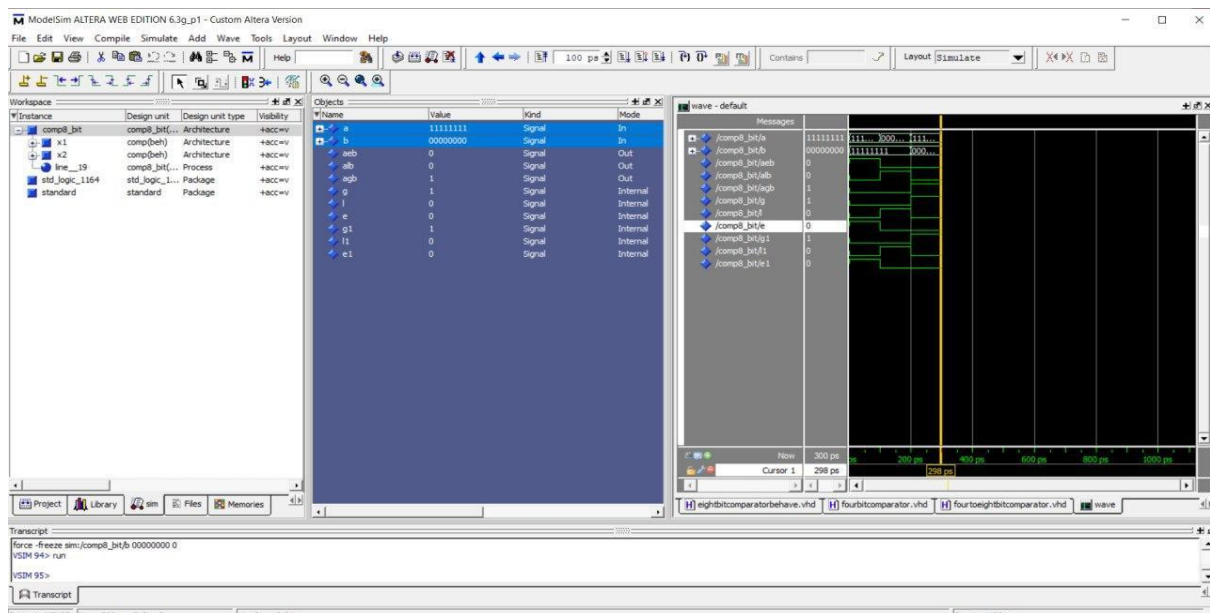 ModelSim ALTERA WEB EDITION 6.3g_p1 - Custom Altera Version
File Edit View Compile Simulate Add Wave Tools Layout Window Help
Help 100 ps Contains Layout Simulate
Workspace
Instance Design unit Design unit type Visibility
comp8_bit comp8_bit(... Architecture +acc=v
x1 comp(beh) Architecture +acc=v
x2 comp(beh) Architecture +acc=v
line__19 comp8_bit(... Process +acc=v
std_logic_1164 std_logic_1... Package +acc=v
standard standard Package +acc=v
Project Library sim Files Memories
Objects
Name Value Kind Mode
a 11111111 Signal In
b 00000000 Signal In
aeb 0 Signal Out
alb 0 Signal Out
agb 1 Signal Out
g 1 Signal Internal
l 0 Signal Internal
e 0 Signal Internal
g1 1 Signal Internal
l1 0 Signal Internal
e1 0 Signal Internal
wave - default
Messages
/comp8_bit/a 11111111 111... 000... 111...
/comp8_bit/b 00000000 11111111 000...
/comp8_bit/aeb 0
/comp8_bit/alb 0
/comp8_bit/agb 1
/comp8_bit/g 1
/comp8_bit/l 0
/comp8_bit/e 0
/comp8_bit/g1 1
/comp8_bit/l1 0
/comp8_bit/e1 0
Now 300 ps ps 200 ps 400 ps 600 ps 800 ps 1000 ps
Cursor 1 298 ps 298 ps
eightbitcomparatorbehave.vhd fourbitcomparator.vhd fourtoeightbitcomparator.vhd wave
Transcript
force -freeze sim:/comp8_bit/b 00000000 0
VSIM 94> run
VSIM 95>
Transcript